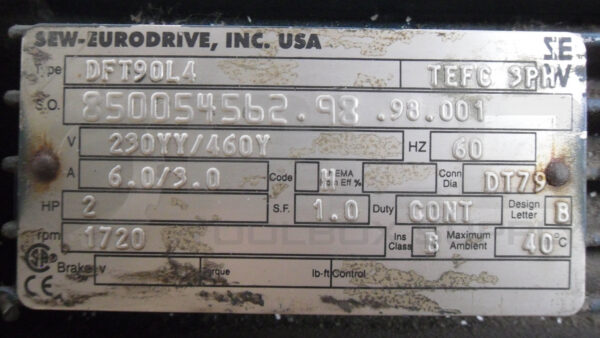 SEW-EURODRIVE, INC. USA SEW
Type DFT90L4 TEFC 3PH
S.O. 850054562.98 .98.001
V 230YY/460Y HZ 60
A 6.0/3.0 Code H NEMA Nom Eff % Conn Dia DT79
HP 2 S.F. 1.0 Duty CONT Design Letter B
rpm 1720 Ins Class B Maximum Ambient 40°C
Brake V Torque lb-ft Control
CE